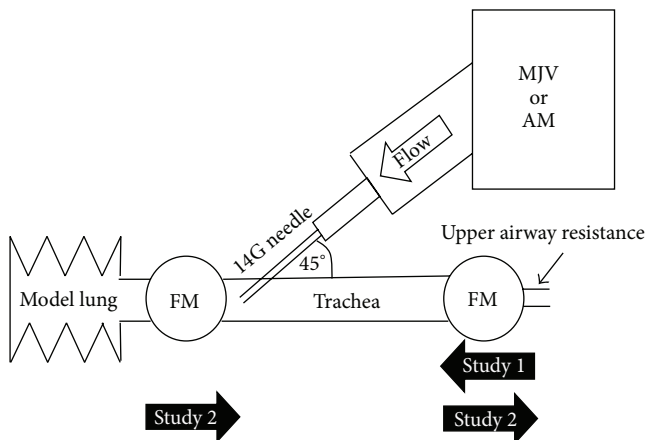 MJV
or
AM
Flow
14G needle
45°
Upper airway resistance
Model lung
FM
Trachea
FM
Study 1
Study 2
Study 2